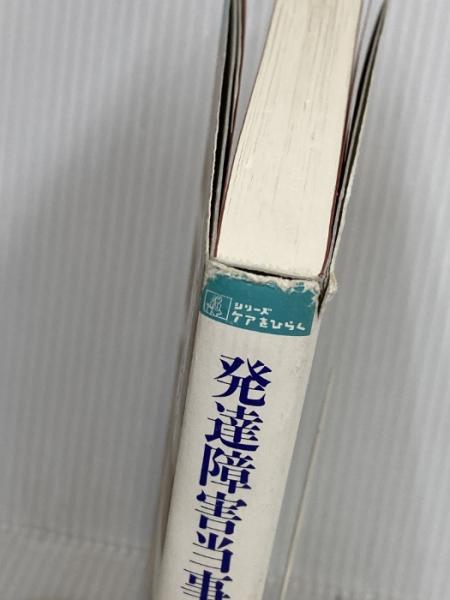 シリーズ
ケアをひらく
発達障害当事